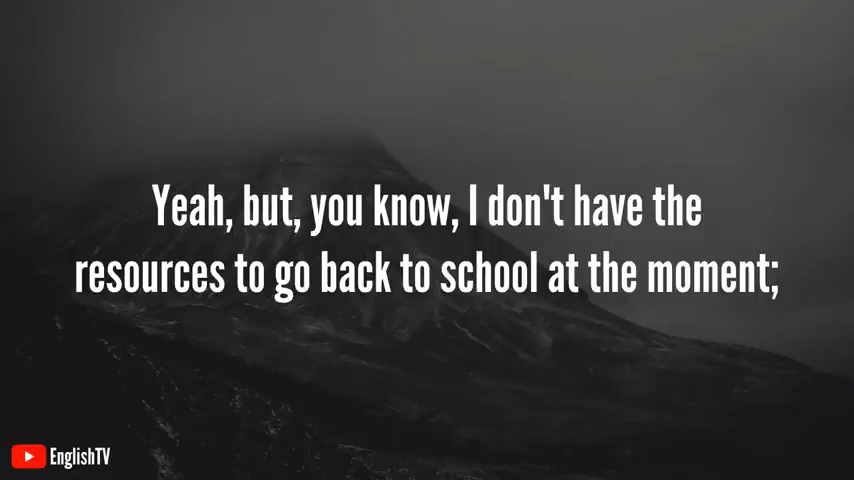 Yeah, but, you know, I don't have the
resources to go back to school at the moment;
EnglishTV